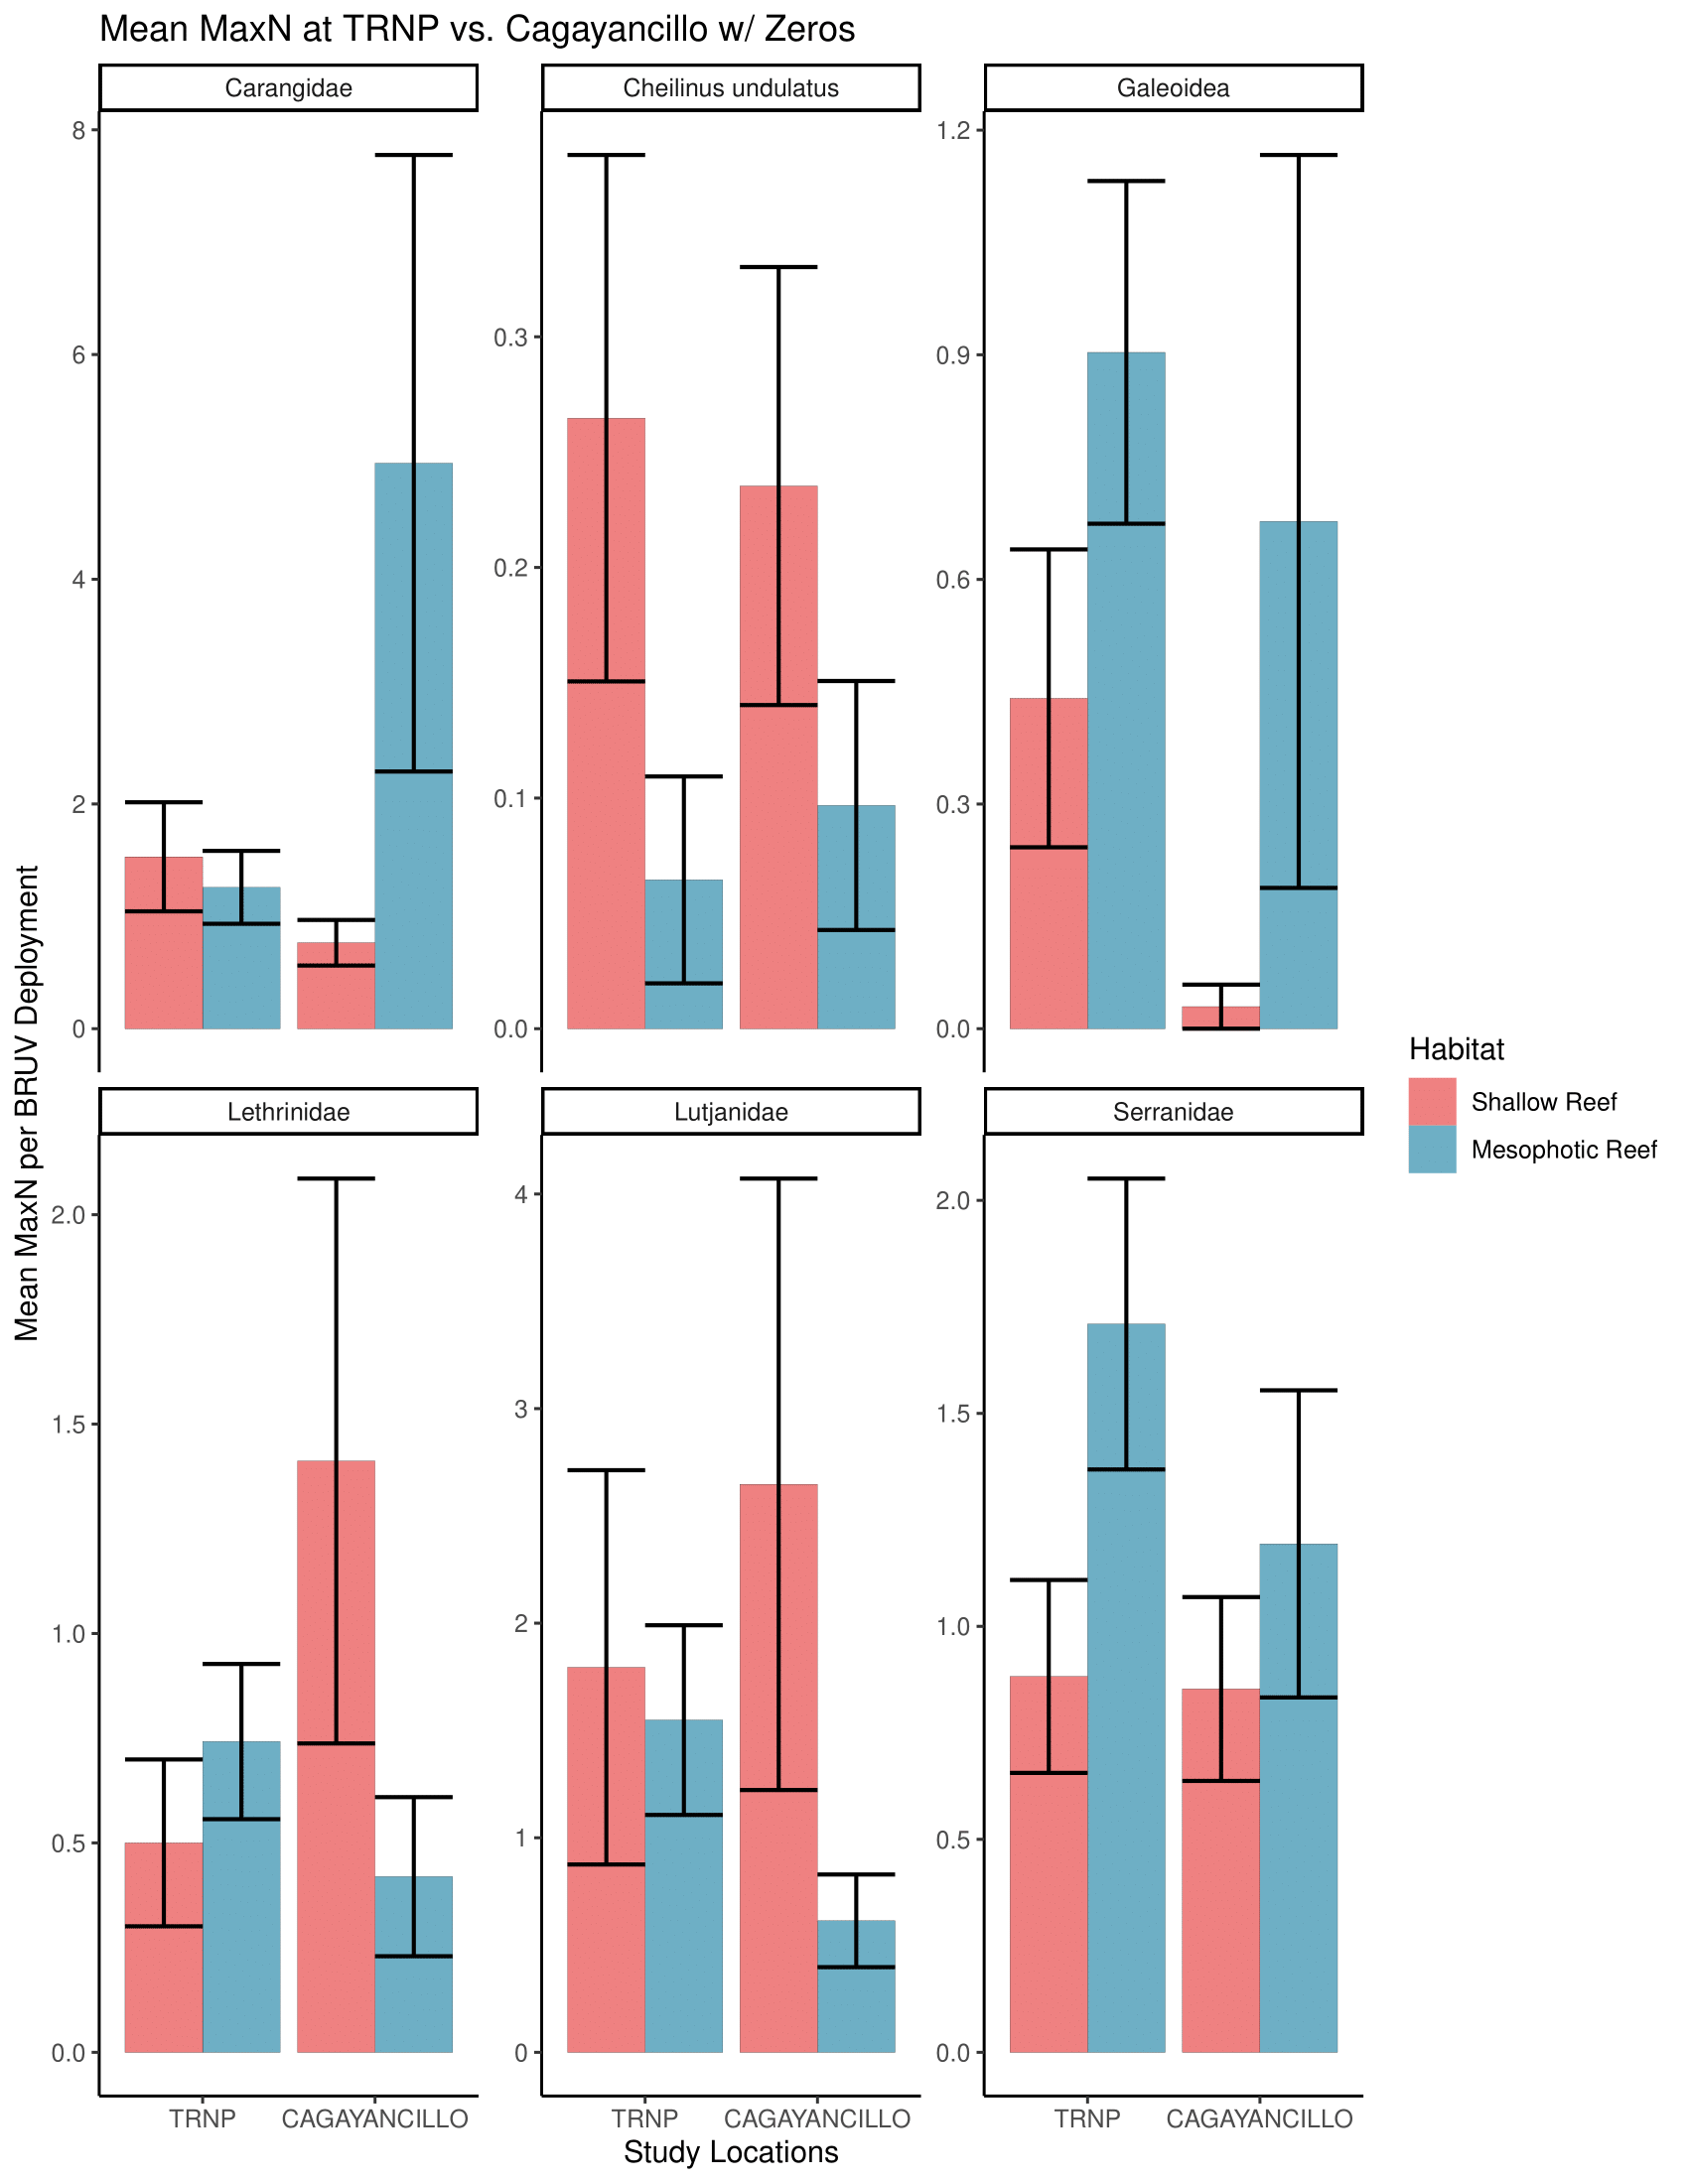 Mean MaxN at TRNP vs. Cagayancillo w/ Zeros
Carangidae
Cheilinus undulatus
Galeoidea
8
6
4
2
0
0.3
0.2
0.1
0.0
1.2
0.9
0.6
0.3
0.0
Mean MaxN per BRUV Deployment
Lethrinidae
Lutjanidae
Serranidae
2.0
1.5
1.0
0.5
0.0
4
3
2
1
0
2.0
1.5
1.0
0.5
0.0
TRNP
CAGAYANCILLO
TRNP
CAGAYANCILLO
TRNP
CAGAYANCILLO
Study Locations
Habitat
Shallow Reef
Mesophotic Reef